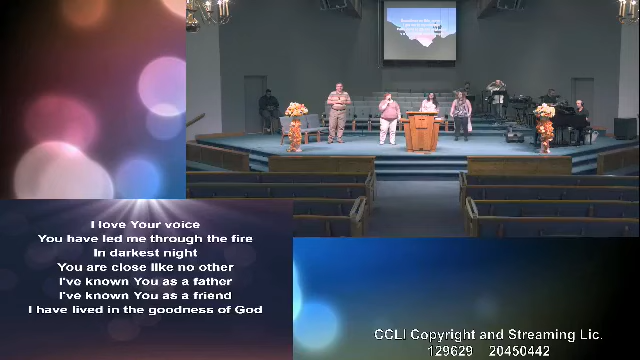 I love Your voice
You have led me through the fire
In darkest night
You are close like no other
I've known You as a father
I've known You as a friend
I have lived in the goodness of God
CCLI Copyright and Streaming Lic.
129629 20450442